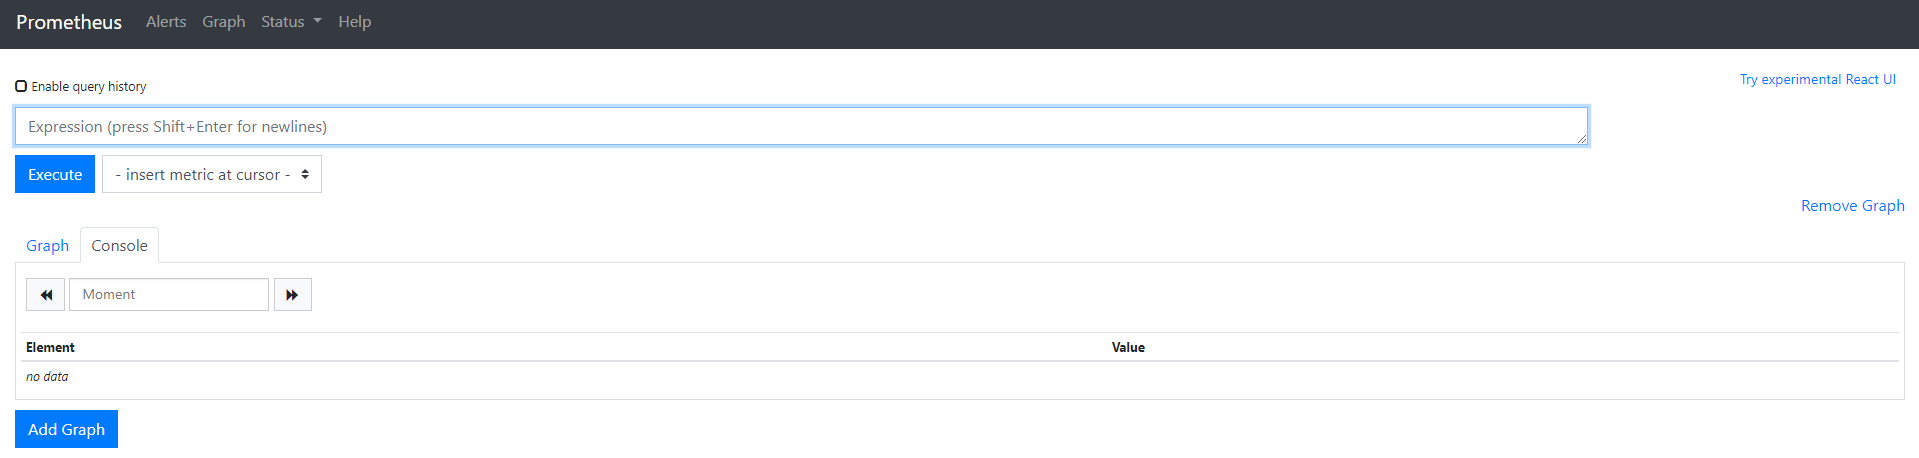 Prometheus Alerts Graph Status Help
Enable query history
Try experimental React UI
Expression (press Shift+Enter for newlines)
Execute - insert metric at cursor -
Remove Graph
Graph Console
Moment
Element Value
no data
Add Graph